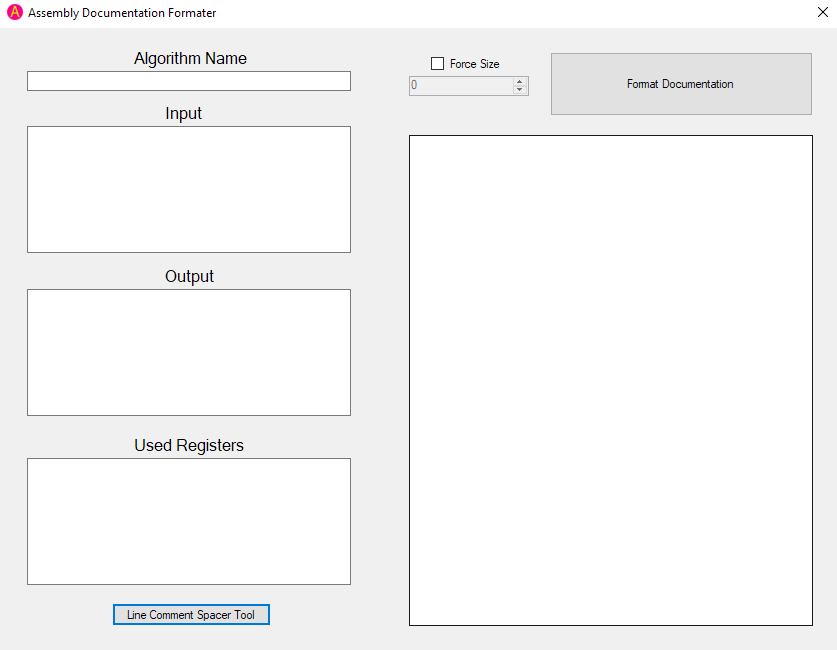 A Assembly Documentation Formater
Algorithm Name
Input
Output
Used Registers
Line Comment Spacer Tool
Force Size
0
Format Documentation